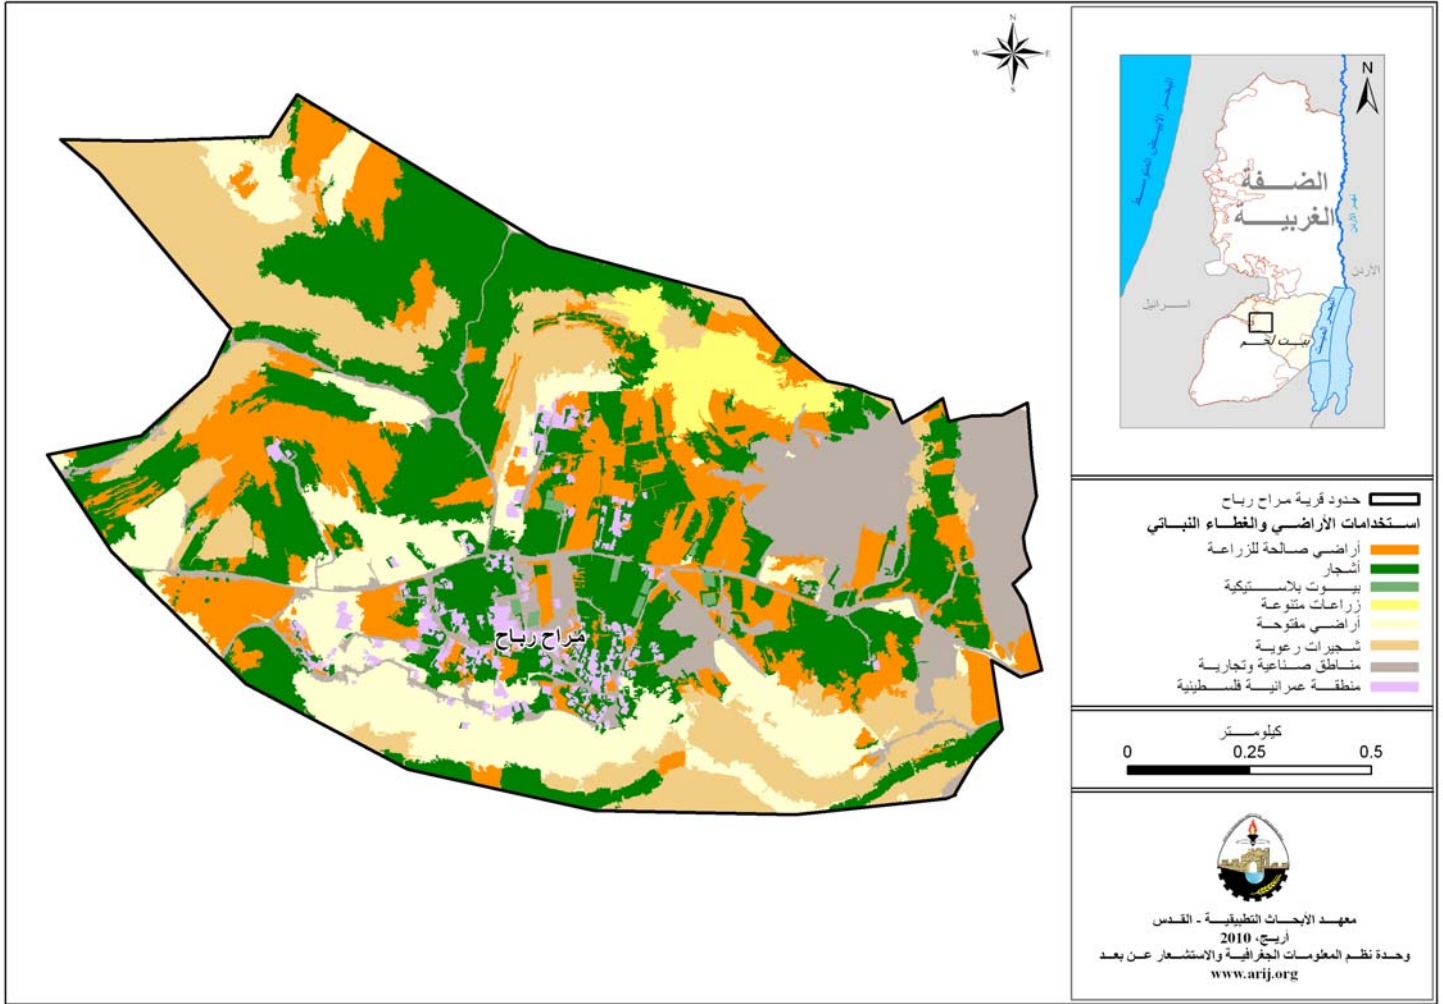 N
W
E
S
مراح رباح
N
البحر الأبيض المتوسط
الضفة
الغربية
نهر الأردن
الأردن
اسرائيل
البحر الميت
بيت لحم
حدود قرية مراح رباح
استخدامات الأراضي والغطاء النباتي
أراضي صالحة للزراعة
أشجار
بيوت بلاستيكية
زراعات متنوعة
أراضي مفتوحة
شجيرات رعوية
مناطق صناعية وتجارية
منطقة عمرانية فلسطينية
كيلومتر
0 0.25 0.5
معهد الأبحاث التطبيقية - القدس
أريج، 2010
وحدة نظم المعلومات الجغرافية والاستشعار عن بعد
www.arij.org